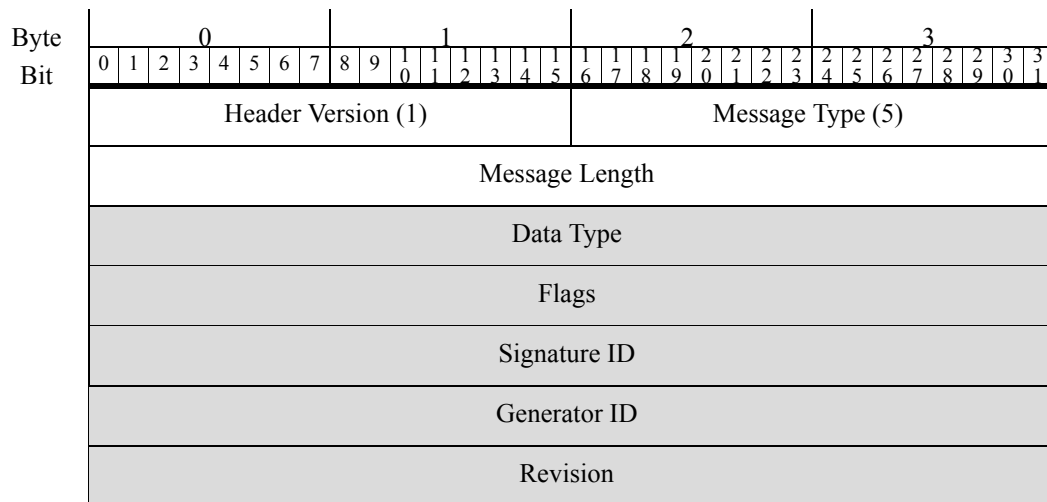 Byte 0 1 2 3
Bit 0 1 2 3 4 5 6 7 8 9 10 11 12 13 14 15 16 17 18 19 20 21 22 23 24 25 26 27 28 29 30 31
Header Version (1) Message Type (5)
Message Length
Data Type
Flags
Signature ID
Generator ID
Revision